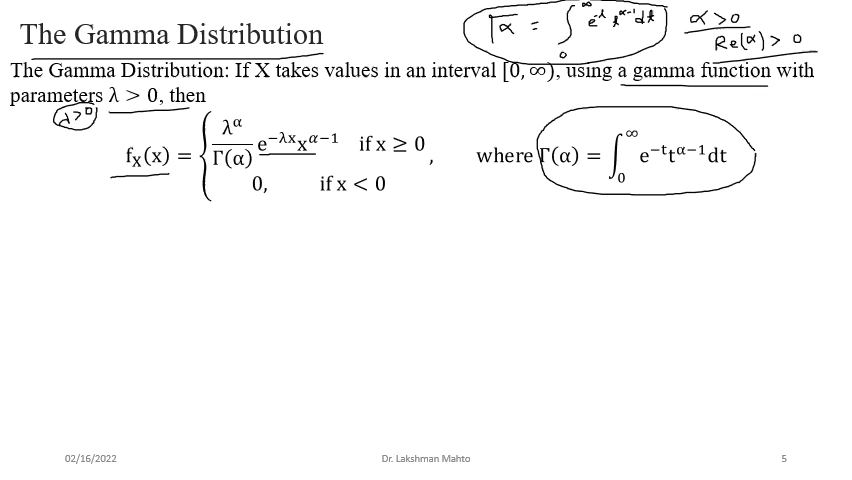 The Gamma Distribution
Γα = ∫₀^∞ e^-t t^α-1 dt
α > 0
Re(α) > 0
The Gamma Distribution: If X takes values in an interval [0, ∞), using a gamma function with
parameters λ > 0, then
λ > 0
f_X(x) = { λ^α / Γ(α) e^−λx x^α−1 if x ≥ 0 , where Γ(α) = ∫₀^∞ e^−t t^α−1 dt
0, if x < 0
02/16/2022 Dr. Lakshman Mahto 5